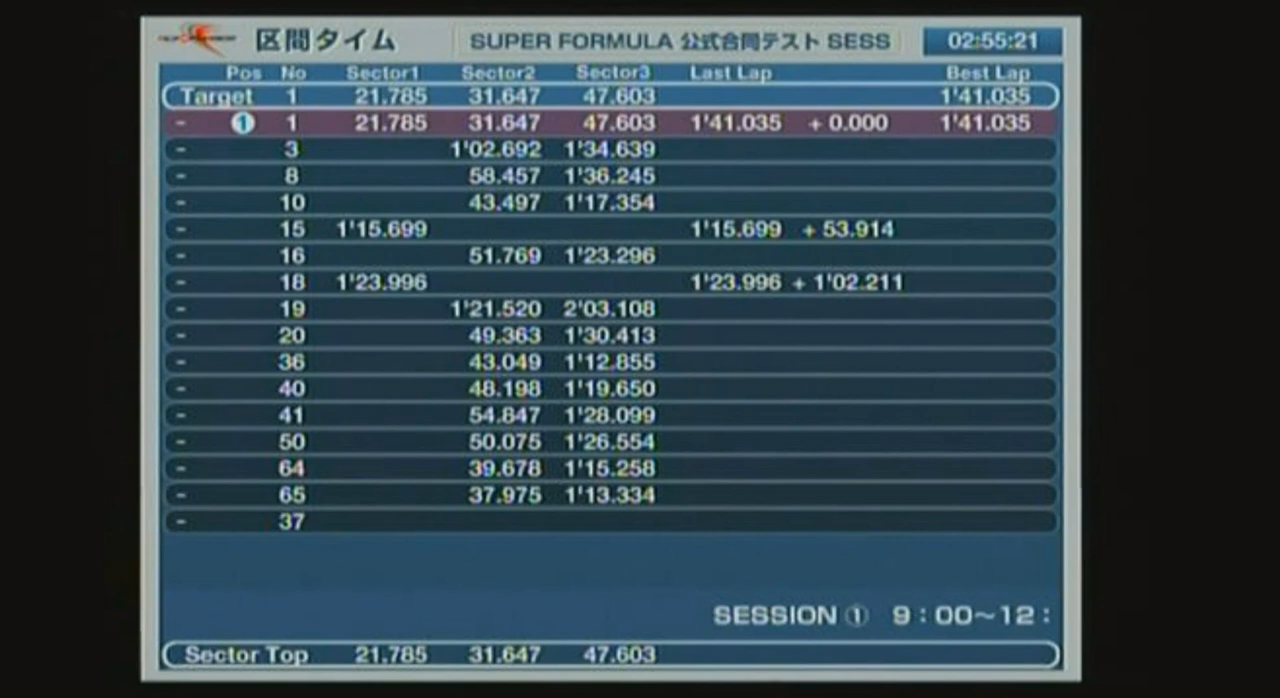 区間タイム SUPER FORMULA 公式合同テスト SESS 02:55:21
Pos No Sector1 Sector2 Sector3 Last Lap Best Lap
Target 1 21.785 31.647 47.603 1'41.035
- ① 1 21.785 31.647 47.603 1'41.035 + 0.000 1'41.035
- 3 1'02.692 1'34.639
- 8 58.457 1'36.245
- 10 43.497 1'17.354
- 15 1'15.699 1'15.699 + 53.914
- 16 51.769 1'23.296
- 18 1'23.996 1'23.996 + 1'02.211
- 19 1'21.520 2'03.108
- 20 49.363 1'30.413
- 36 43.049 1'12.855
- 40 48.198 1'19.650
- 41 54.847 1'28.099
- 50 50.075 1'26.554
- 64 39.678 1'15.258
- 65 37.975 1'13.334
- 37
SESSION ① 9:00~12:
Sector Top 21.785 31.647 47.603